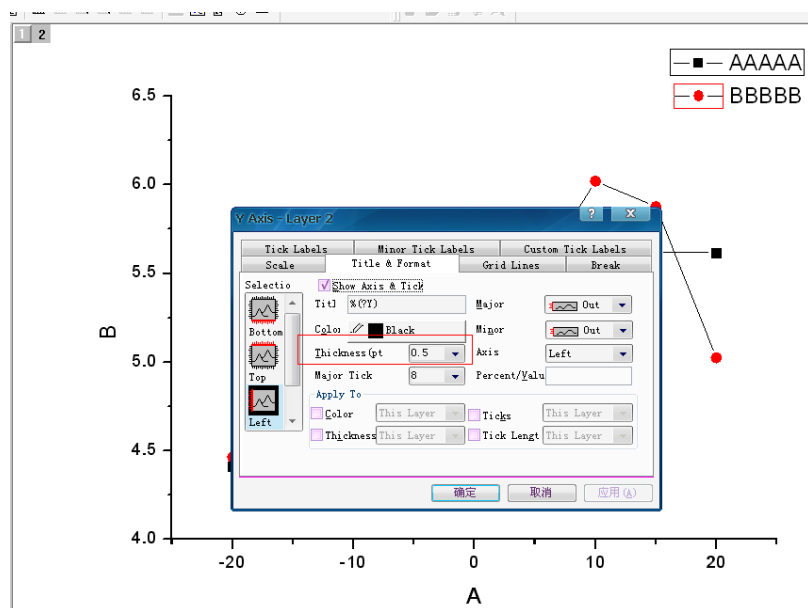 1 2
AAAAA
BBBBB
6.5
6.0
5.5
5.0
4.5
4.0
B
-20 -10 0 10 20
A
Y Axis - Layer 2
? X
Tick Labels Minor Tick Labels Custom Tick Labels
Scale Title & Format Grid Lines Break
Selectio
Bottom
Top
Left
Show Axis & Tick
Titl %(?Y) Major Out
Color Black Minor Out
Thickness(pt 0.5 Axis Left
Major Tick 8 Percent/Valu
Apply To
Color This Layer Ticks This Layer
Thickness This Layer Tick Lengt This Layer
确定 取消 应用(A)